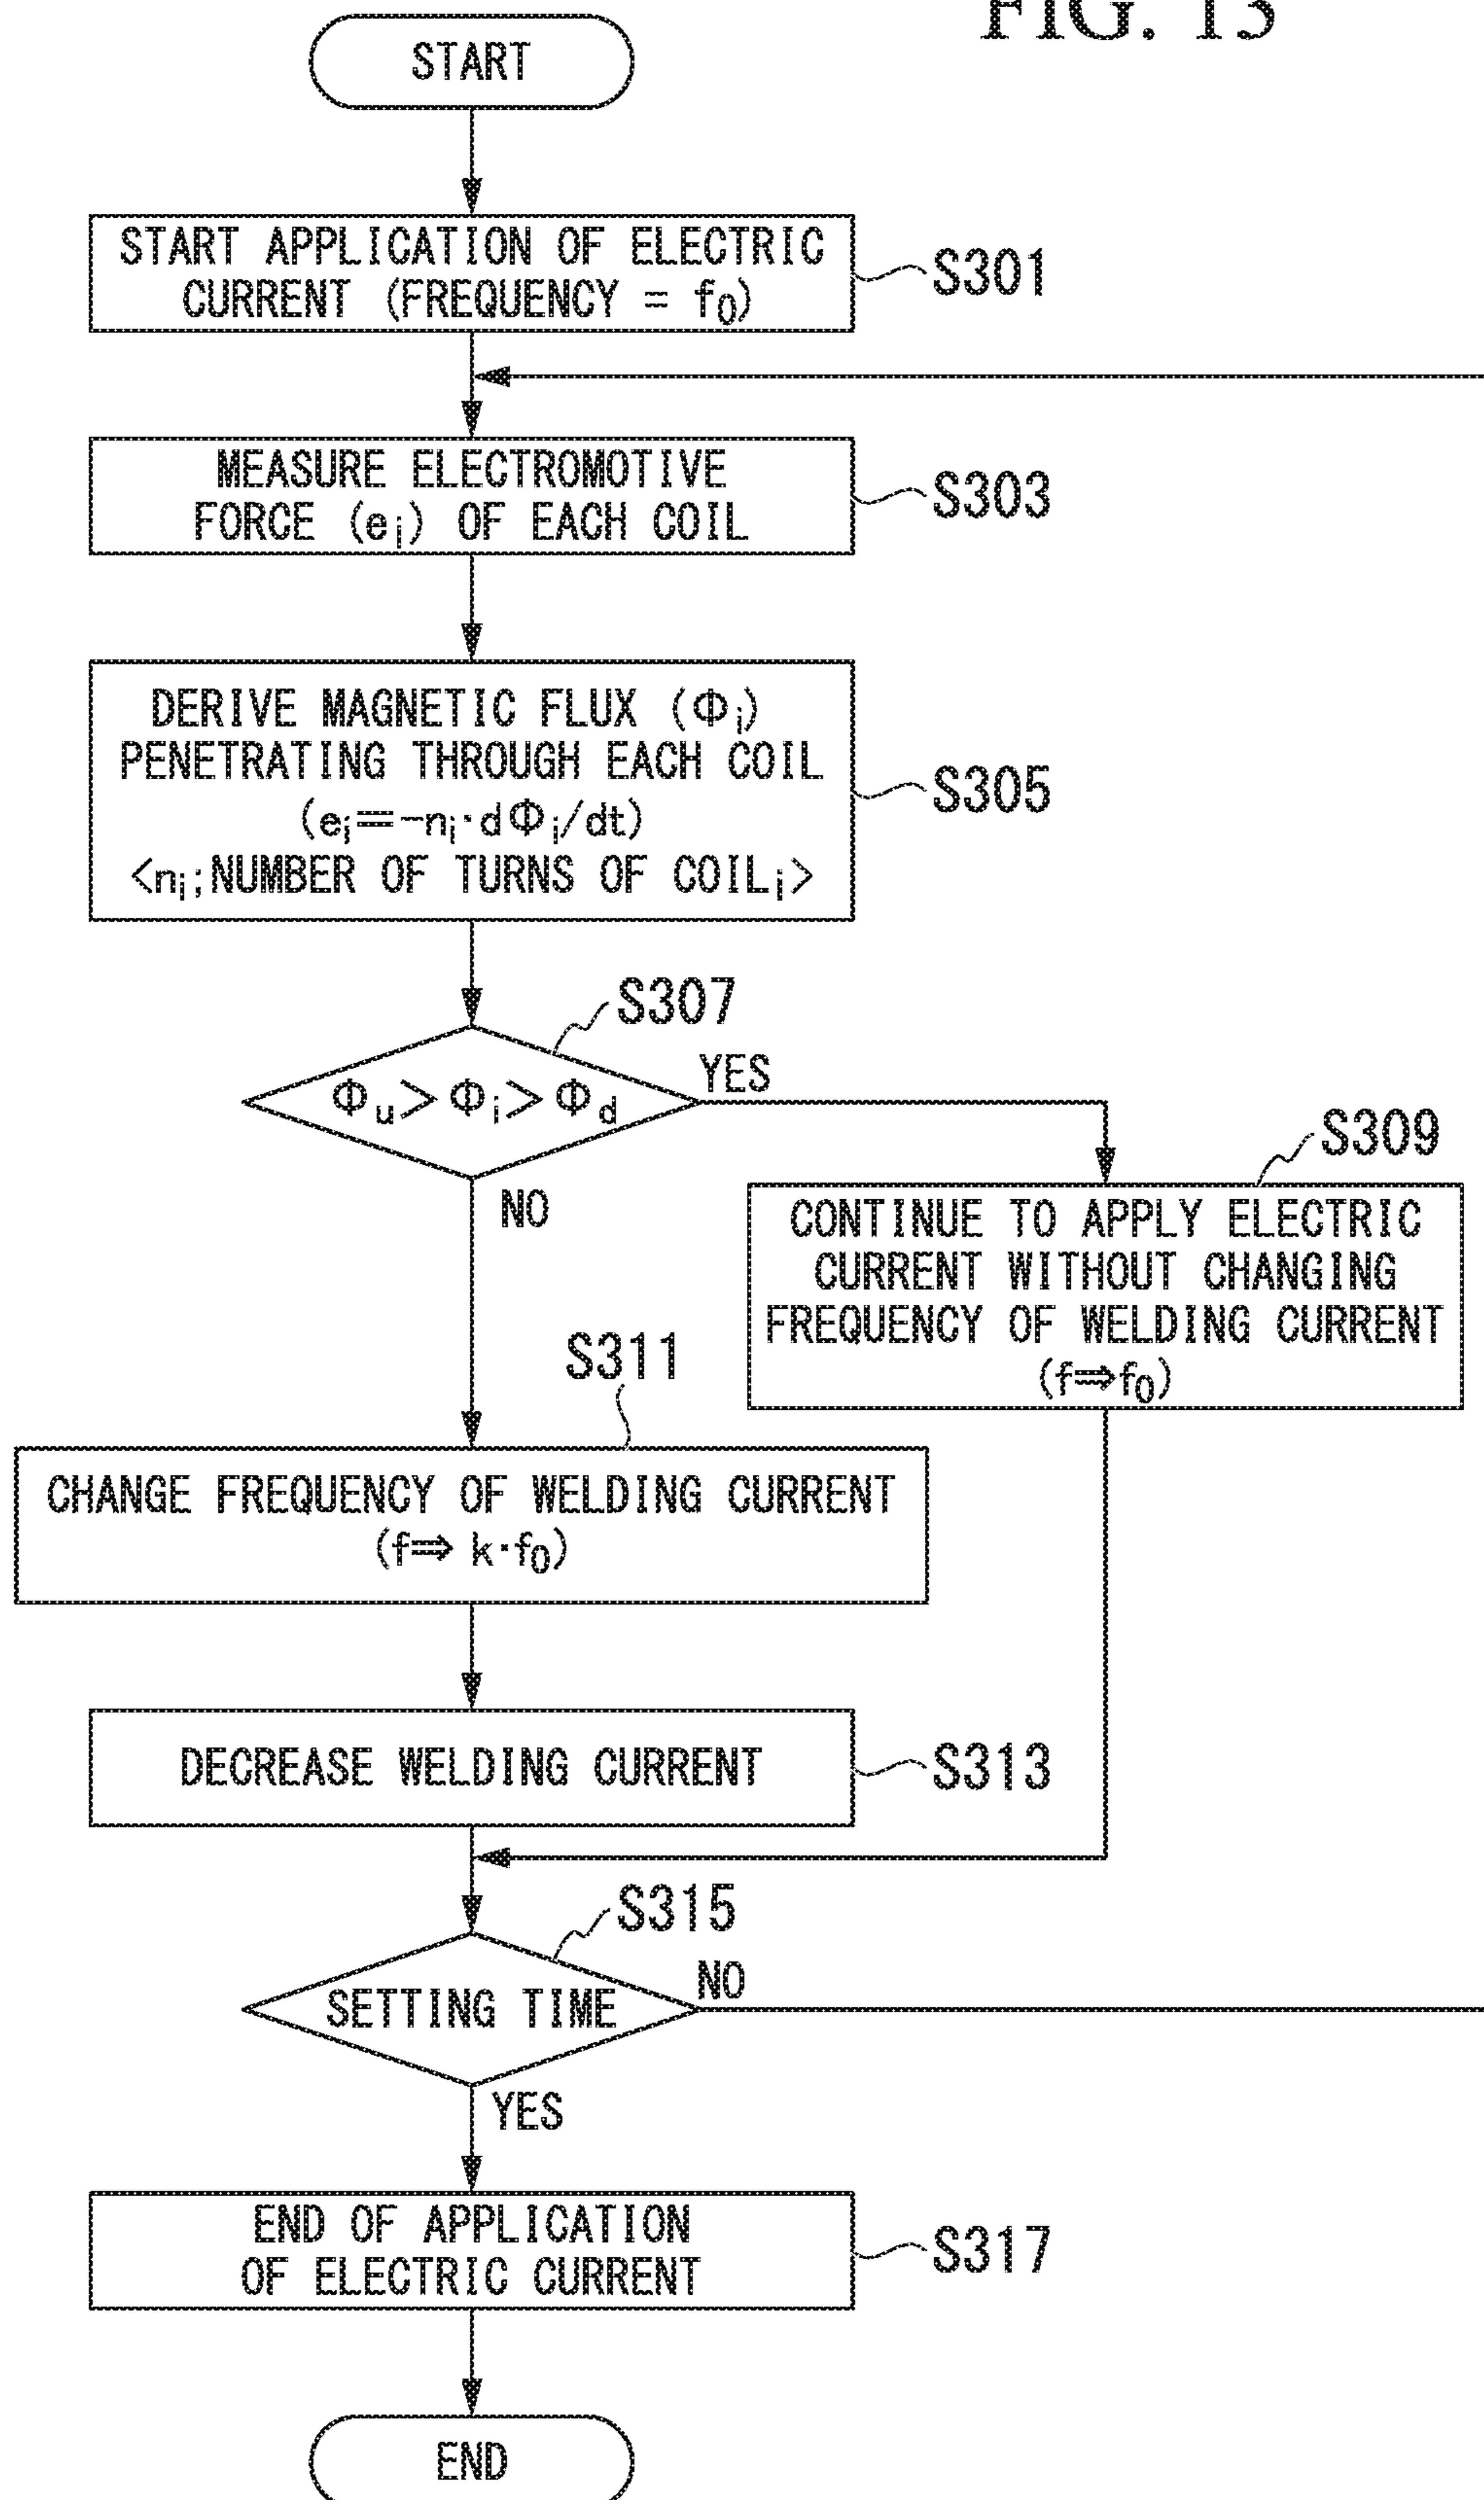 FIG. 13
START
START APPLICATION OF ELECTRIC
CURRENT (FREQUENCY = f₀)
S301
MEASURE ELECTROMOTIVE
FORCE (eᵢ) OF EACH COIL
S303
DERIVE MAGNETIC FLUX (Φᵢ)
PENETRATING THROUGH EACH COIL
(eᵢ=-nᵢ·dΦᵢ/dt)
<nᵢ;NUMBER OF TURNS OF COILᵢ>
S305
S307
Φᵤ>Φᵢ>Φ_d
YES
NO
S309
CONTINUE TO APPLY ELECTRIC
CURRENT WITHOUT CHANGING
FREQUENCY OF WELDING CURRENT
(f⇒f₀)
S311
CHANGE FREQUENCY OF WELDING CURRENT
(f⇒ k·f₀)
DECREASE WELDING CURRENT
S313
S315
SETTING TIME
NO
YES
END OF APPLICATION
OF ELECTRIC CURRENT
S317
END